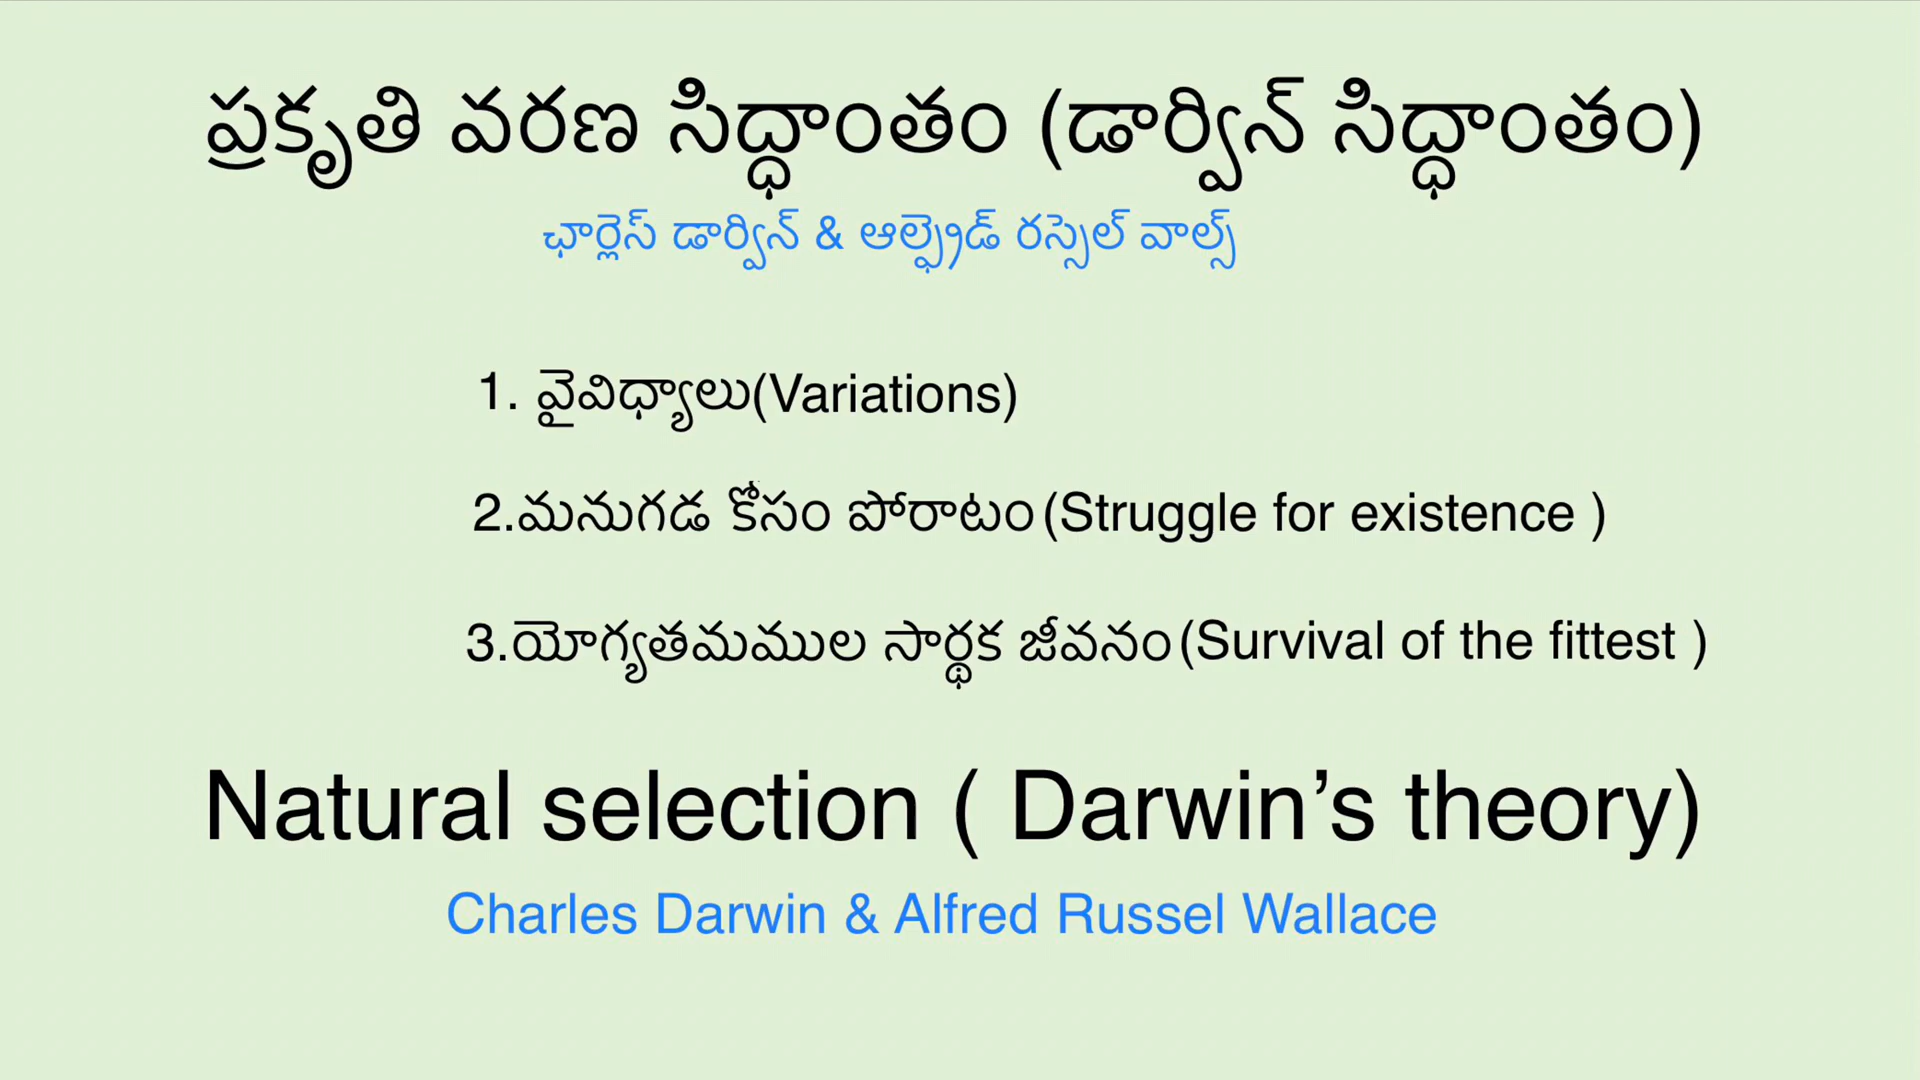 ప్రకృతి వరణ సిద్ధాంతం (డార్విన్ సిద్ధాంతం)
ఛార్లెస్ డార్విన్ & ఆల్ఫ్రెడ్ రస్సెల్ వాల్స్
1. వైవిధ్యాలు(Variations)
2.మనుగడ కోసం పోరాటం(Struggle for existence )
3.యోగ్యతమముల సార్థక జీవనం(Survival of the fittest )
Natural selection ( Darwin’s theory)
Charles Darwin & Alfred Russel Wallace